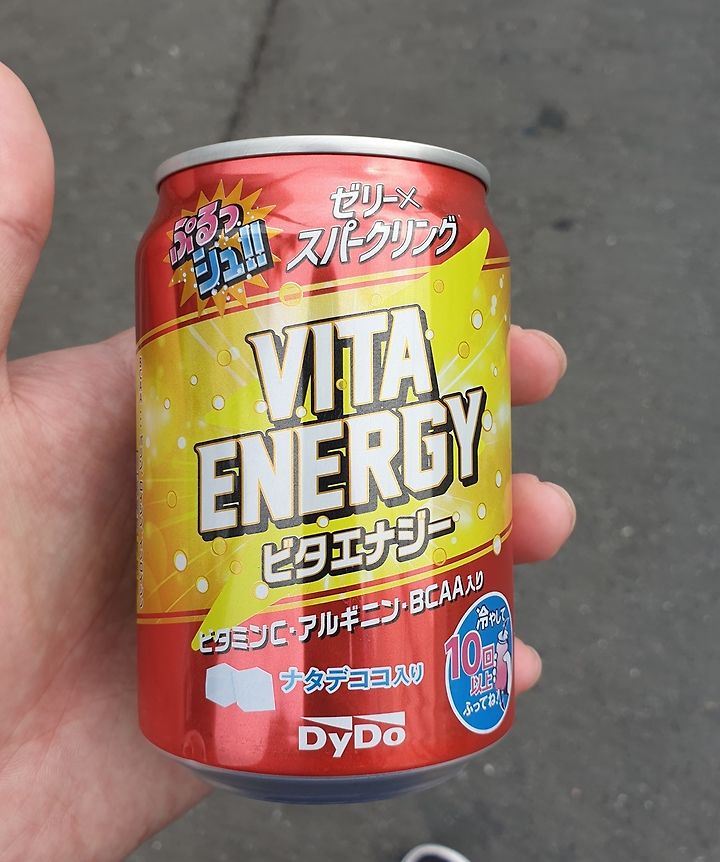 ぷるっ
シュ!!
ゼリー×
スパークリング
VITA
ENERGY
ビタエナジー
ビタミンC・アルギニン・BCAA入り
ナタデココ入り
冷やして
10回
以上
ふってね!
DyDo